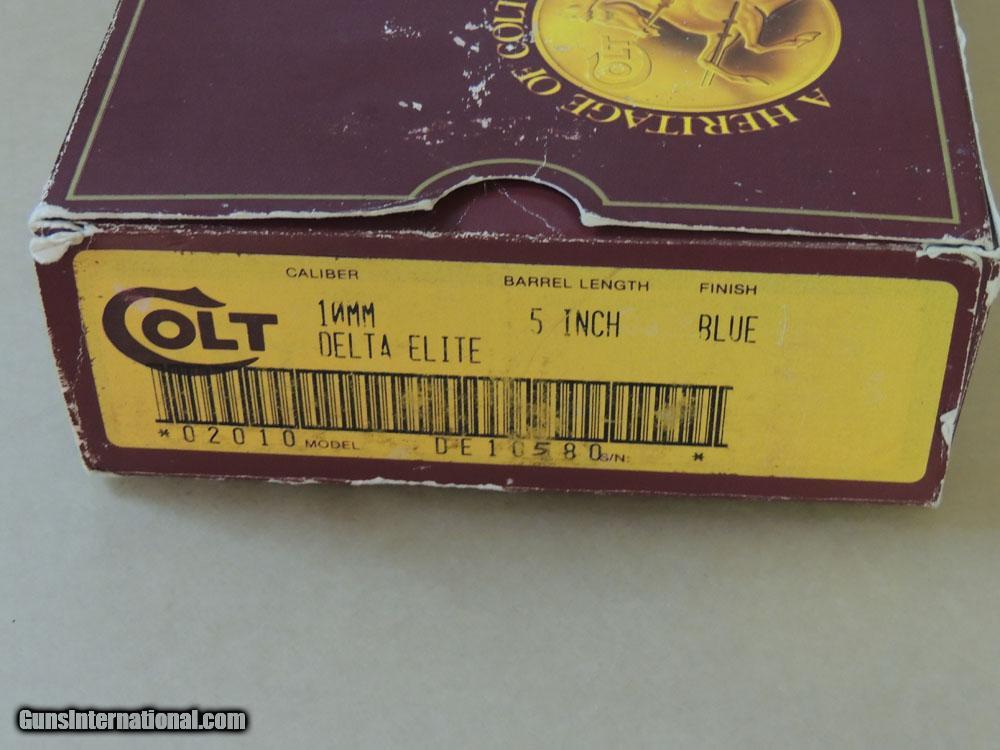 COLT
A HERITAGE OF COLT
CALIBER BARREL LENGTH FINISH
COLT
10MM 5 INCH BLUE
DELTA ELITE
*02010 MODEL DE10580 S/N: *
GunsInternational.com